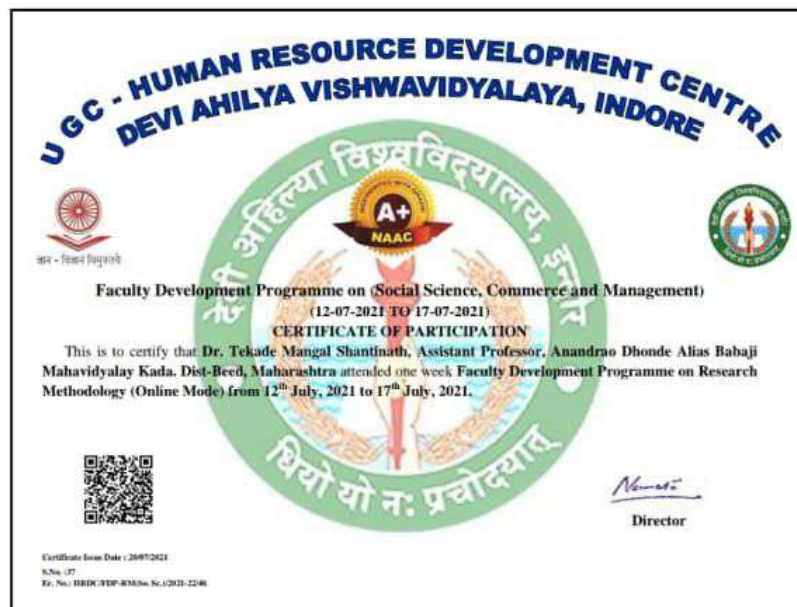 UGC - HUMAN RESOURCE DEVELOPMENT CENTRE
DEVI AHILYA VISHWAVIDYALAYA, INDORE
देवी अहिल्या विश्वविद्यालय, इन्दौर
A+
NAAC
ज्ञान - विज्ञान विमुक्तये
Faculty Development Programme on (Social Science, Commerce and Management)
(12-07-2021 TO 17-07-2021)
CERTIFICATE OF PARTICIPATION
This is to certify that Dr. Tekade Mangal Shantinath, Assistant Professor, Anandrao Dhonde Alias Babaji
Mahavidyalay Kada. Dist-Beed, Maharashtra attended one week Faculty Development Programme on Research
Methodology (Online Mode) from 12th July, 2021 to 17th July, 2021.
धियो यो नः प्रचोदयात्
Director
Certificate Issue Date : 20/07/2021
S.No. :37